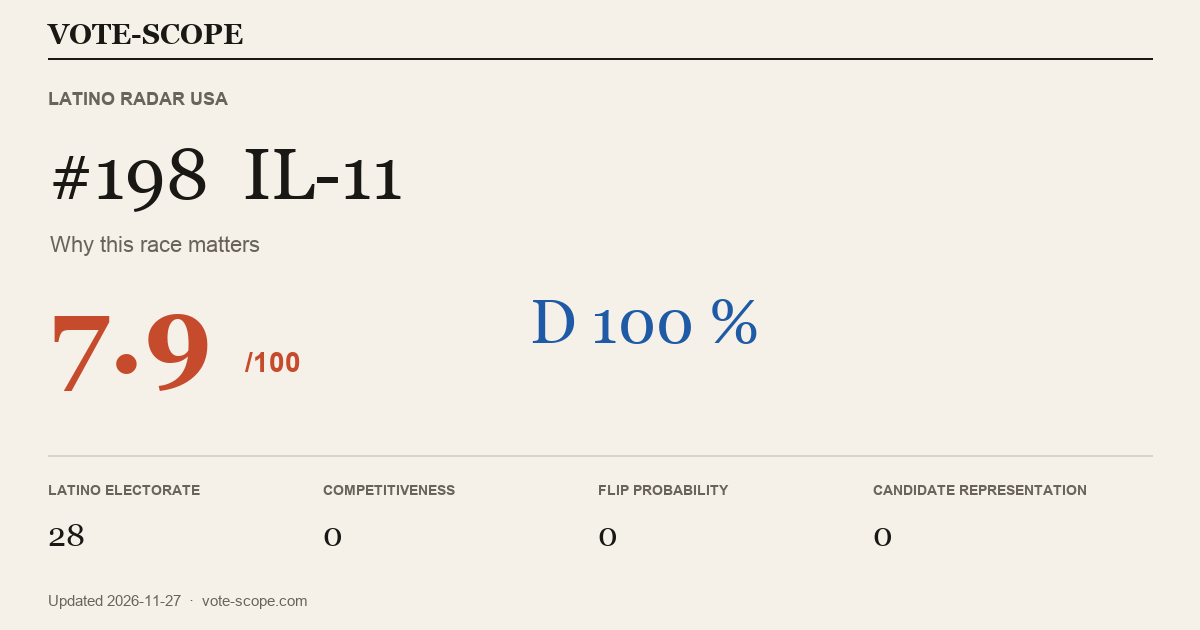 VOTE-SCOPE
LATINO RADAR USA
#198 IL-11
Why this race matters
7.9 /100
D 100 %
LATINO ELECTORATE
28
COMPETITIVENESS
0
FLIP PROBABILITY
0
CANDIDATE REPRESENTATION
0
Updated 2026-11-27 · vote-scope.com